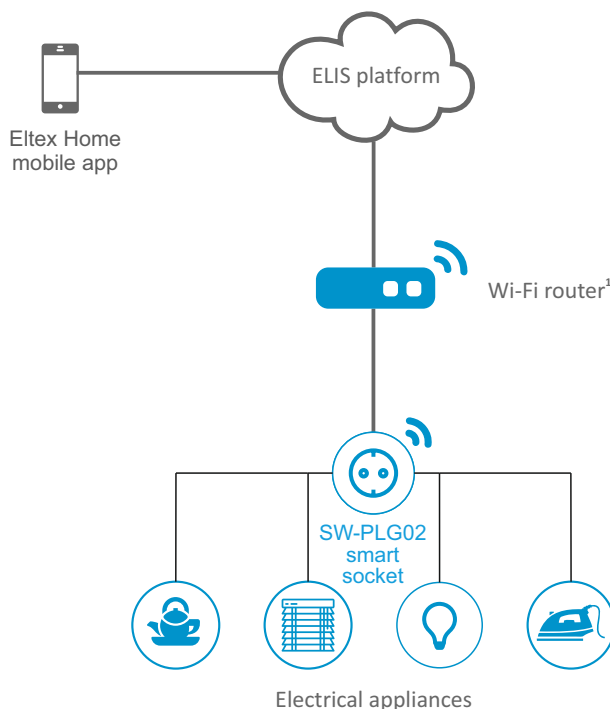 ELIS platform
Eltex Home
mobile app
Wi-Fi router¹
SW-PLG02
smart
socket
Electrical appliances